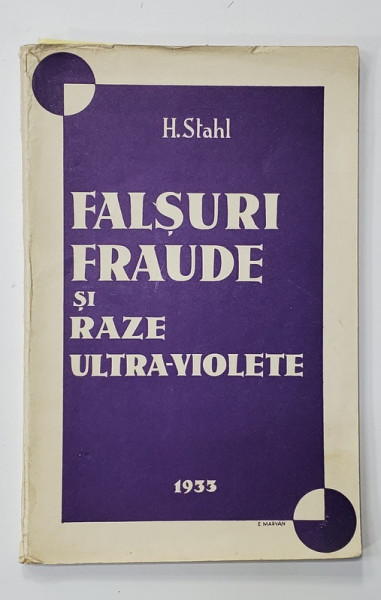 H. Stahl
FALȘURI
FRAUDE
ȘI
RAZE
ULTRA-VIOLETE
1933
E. MARVAN